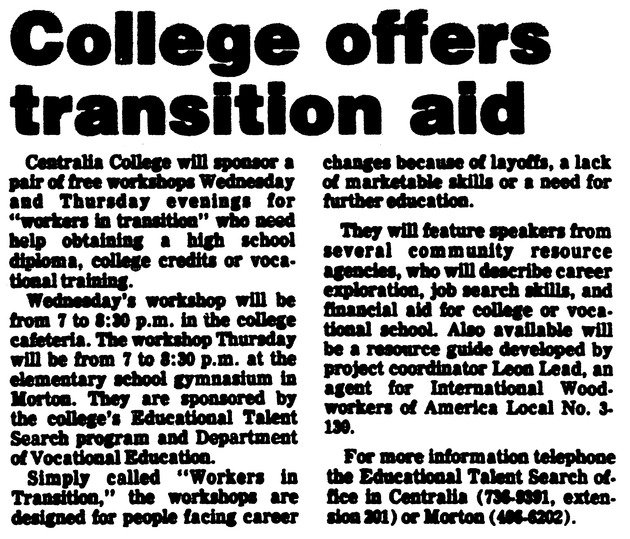 College offers
transition aid
Centralia College will sponsor a
pair of free workshops Wednesday
and Thursday evenings for
"workers in transition" who need
help obtaining a high school
diploma, college credits or voca-
tional training.
Wednesday's workshop will be
from 7 to 8:30 p.m. in the college
cafeteria. The workshop Thursday
will be from 7 to 8:30 p.m. at the
elementary school gymnasium in
Morton. They are sponsored by
the college's Educational Talent
Search program and Department
of Vocational Education.
Simply called "Workers in
Transition," the workshops are
designed for people facing career
changes because of layoffs, a lack
of marketable skills or a need for
further education.
They will feature speakers from
several community resource
agencies, who will describe career
exploration, job search skills, and
financial aid for college or voca-
tional school. Also available will
be a resource guide developed by
project coordinator Leon Lead, an
agent for International Wood-
workers of America Local No. 3-
130.
For more information telephone
the Educational Talent Search of-
fice in Centralia (736-9391, exten-
sion 201) or Morton (496-6202).